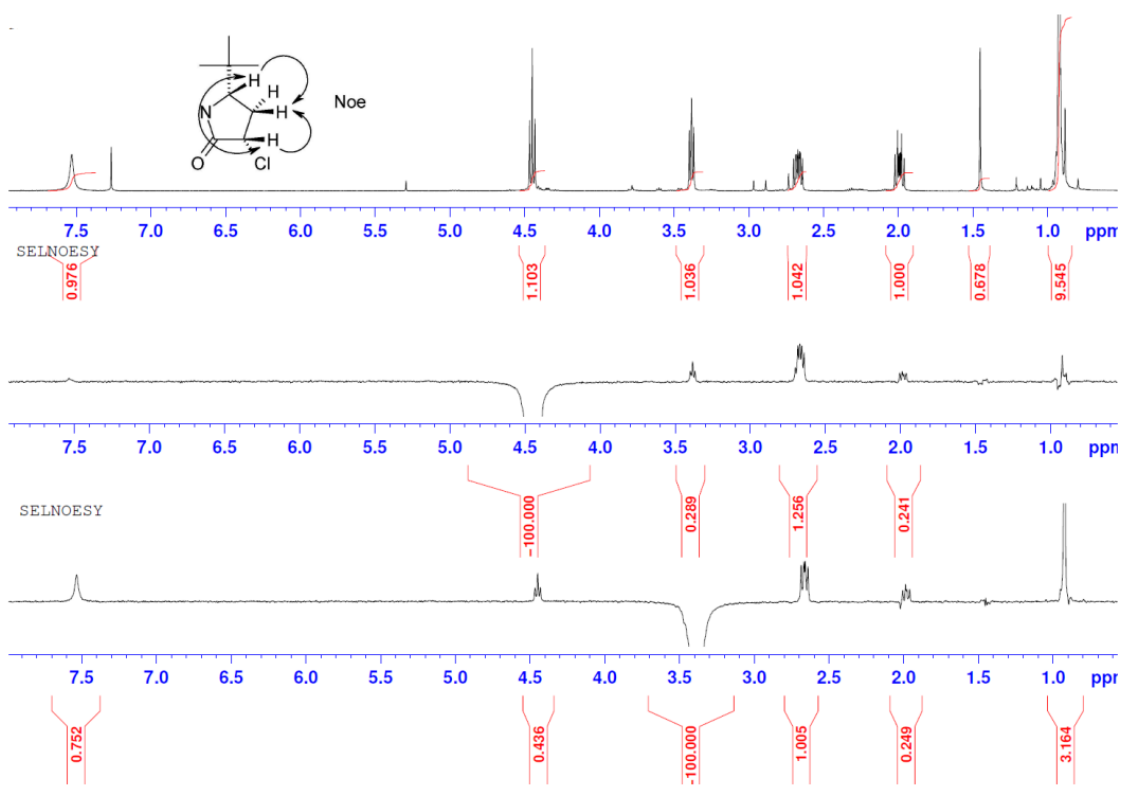 H
H
N
H
Noe
H
O
Cl
7.5 7.0 6.5 6.0 5.5 5.0 4.5 4.0 3.5 3.0 2.5 2.0 1.5 1.0 ppm
SELNOESY
0.976 1.103 1.036 1.042 1.000 0.678 9.545
7.5 7.0 6.5 6.0 5.5 5.0 4.5 4.0 3.5 3.0 2.5 2.0 1.5 1.0 ppm
-100.000 0.289 1.256 0.241
SELNOESY
7.5 7.0 6.5 6.0 5.5 5.0 4.5 4.0 3.5 3.0 2.5 2.0 1.5 1.0 ppm
0.752 0.436 -100.000 1.005 0.249 3.164